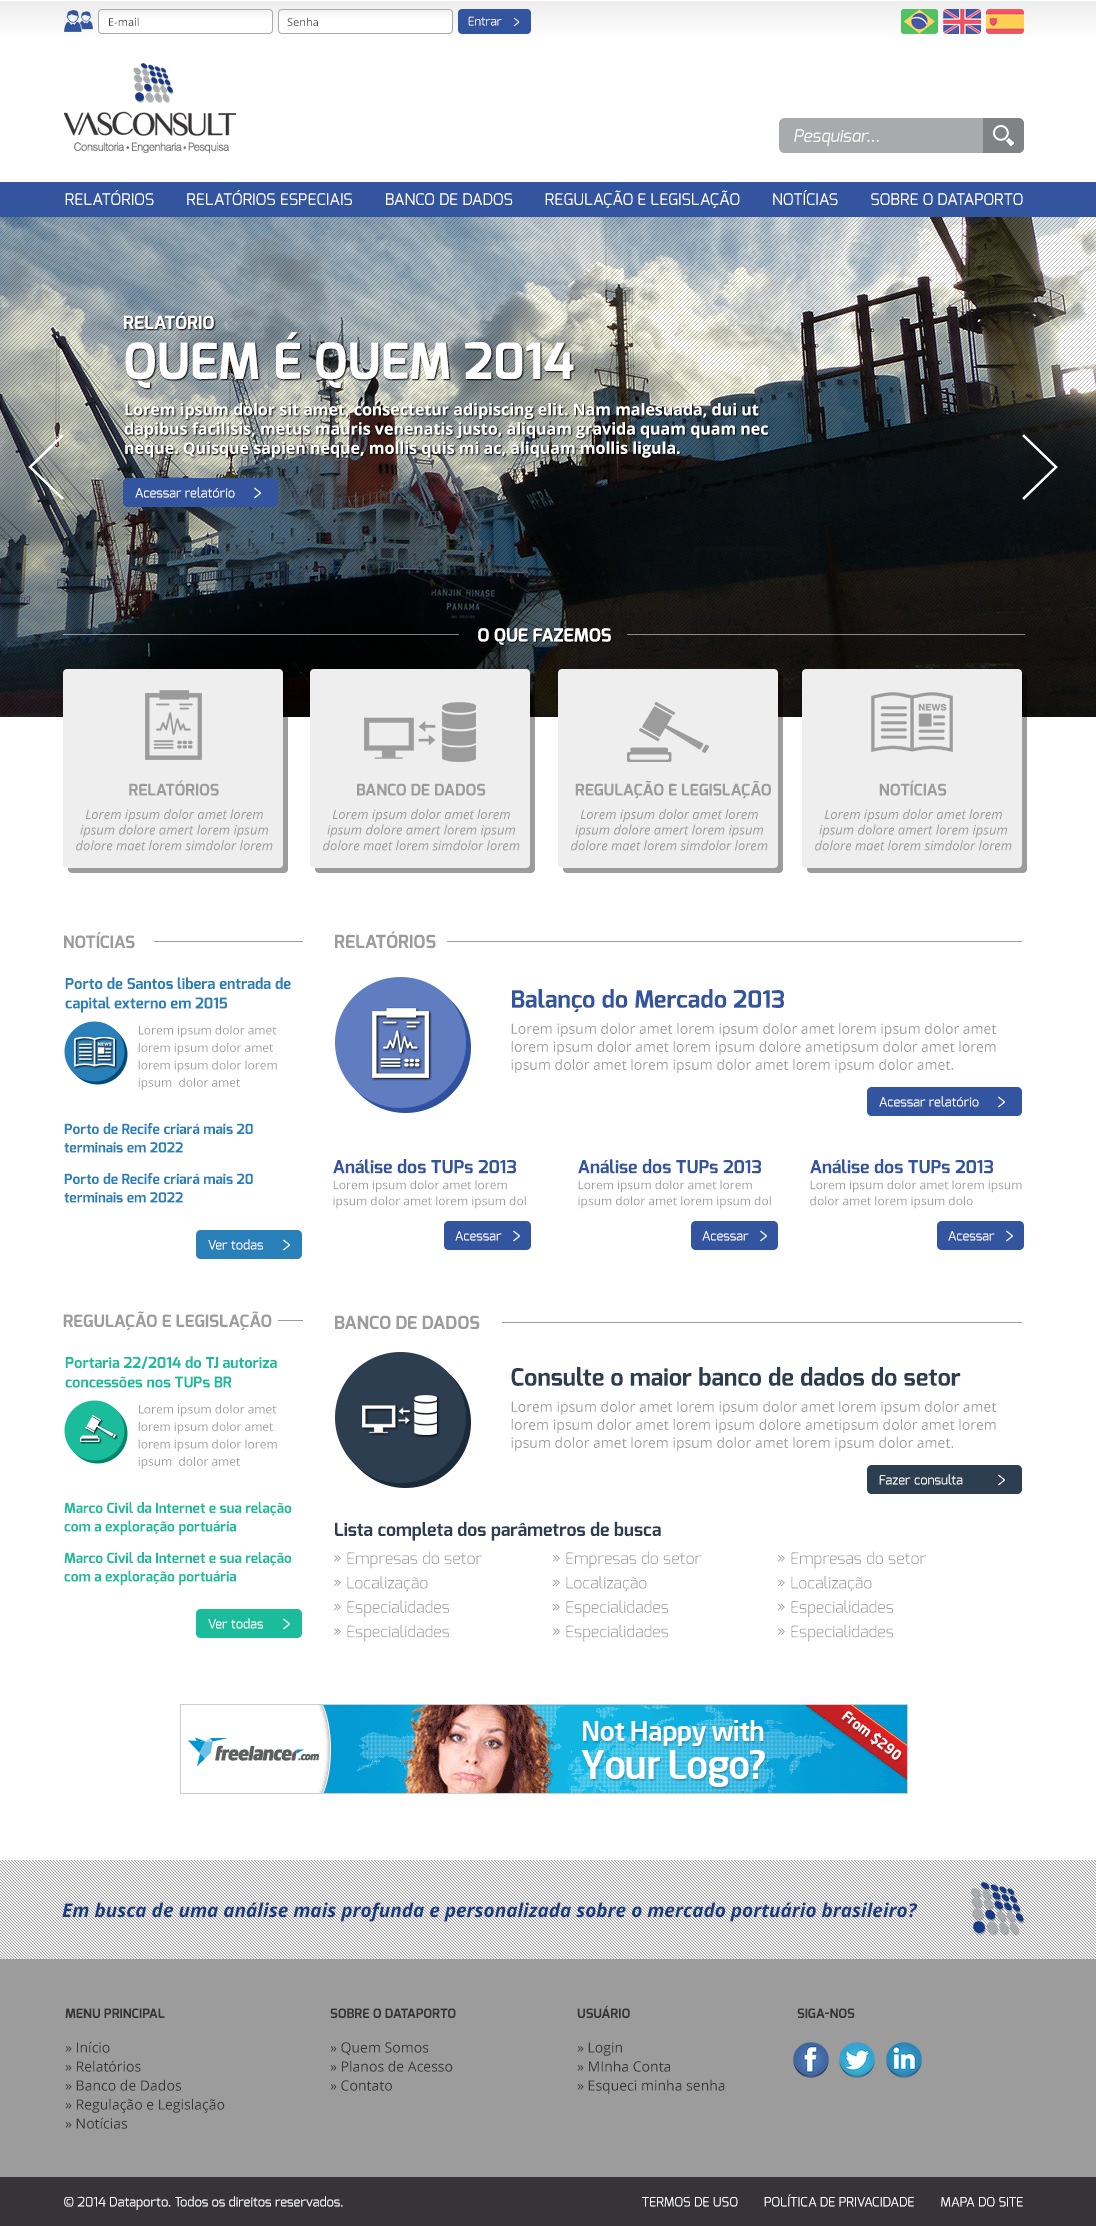 E-mail
Senha
Entrar
VASCONSULT
Consultoria • Engenharia • Pesquisa
Pesquisar...
RELATÓRIOS
RELATÓRIOS ESPECIAIS
BANCO DE DADOS
REGULAÇÃO E LEGISLAÇÃO
NOTÍCIAS
SOBRE O DATAPORTO
RELATÓRIO
QUEM É QUEM 2014
Lorem ipsum dolor sit amet, consectetur adipiscing elit. Nam malesuada, dui ut
dapibus facilisis, metus mauris venenatis justo, aliquam gravida quam quam nec
neque. Quisque sapien neque, mollis quis mi ac, aliquam mollis ligula.
Acessar relatório
HERA
HANJIN HINASE
PANAMA
O QUE FAZEMOS
RELATÓRIOS
Lorem ipsum dolor amet lorem
ipsum dolore amert lorem ipsum
dolore maet lorem simdolor lorem
BANCO DE DADOS
Lorem ipsum dolor amet lorem
ipsum dolore amert lorem ipsum
dolore maet lorem simdolor lorem
REGULAÇÃO E LEGISLAÇÃO
Lorem ipsum dolor amet lorem
ipsum dolore amert lorem ipsum
dolore maet lorem simdolor lorem
NEWS
NOTÍCIAS
Lorem ipsum dolor amet lorem
ipsum dolore amert lorem ipsum
dolore maet lorem simdolor lorem
NOTÍCIAS
Porto de Santos libera entrada de
capital externo em 2015
NEWS
Lorem ipsum dolor amet
lorem ipsum dolor amet
lorem ipsum dolor lorem
ipsum dolor amet
Porto de Recife criará mais 20
terminais em 2022
Porto de Recife criará mais 20
terminais em 2022
Ver todas
RELATÓRIOS
Balanço do Mercado 2013
Lorem ipsum dolor amet lorem ipsum dolor amet lorem ipsum dolor amet
lorem ipsum dolor amet lorem ipsum dolore ametipsum dolor amet lorem
ipsum dolor amet lorem ipsum dolor amet lorem ipsum dolor amet.
Acessar relatório
Análise dos TUPs 2013
Lorem ipsum dolor amet lorem
ipsum dolor amet lorem ipsum dol
Acessar
Análise dos TUPs 2013
Lorem ipsum dolor amet lorem
ipsum dolor amet lorem ipsum dol
Acessar
Análise dos TUPs 2013
Lorem ipsum dolor amet lorem ipsum
dolor amet lorem ipsum dolo
Acessar
REGULAÇÃO E LEGISLAÇÃO
Portaria 22/2014 do TJ autoriza
concessões nos TUPs BR
Lorem ipsum dolor amet
lorem ipsum dolor amet
lorem ipsum dolor lorem
ipsum dolor amet
Marco Civil da Internet e sua relação
com a exploração portuária
Marco Civil da Internet e sua relação
com a exploração portuária
Ver todas
BANCO DE DADOS
Consulte o maior banco de dados do setor
Lorem ipsum dolor amet lorem ipsum dolor amet lorem ipsum dolor amet
lorem ipsum dolor amet lorem ipsum dolore ametipsum dolor amet lorem
ipsum dolor amet lorem ipsum dolor amet lorem ipsum dolor amet.
Fazer consulta
Lista completa dos parâmetros de busca
» Empresas do setor
» Localização
» Especialidades
» Especialidades
» Empresas do setor
» Localização
» Especialidades
» Especialidades
» Empresas do setor
» Localização
» Especialidades
» Especialidades
freelancer.com
Not Happy with
Your Logo?
From $290
Em busca de uma análise mais profunda e personalizada sobre o mercado portuário brasileiro?
MENU PRINCIPAL
» Início
» Relatórios
» Banco de Dados
» Regulação e Legislação
» Notícias
SOBRE O DATAPORTO
» Quem Somos
» Planos de Acesso
» Contato
USUÁRIO
» Login
» MInha Conta
» Esqueci minha senha
SIGA-NOS
f
in
© 2014 Dataporto. Todos os direitos reservados.
TERMOS DE USO
POLÍTICA DE PRIVACIDADE
MAPA DO SITE